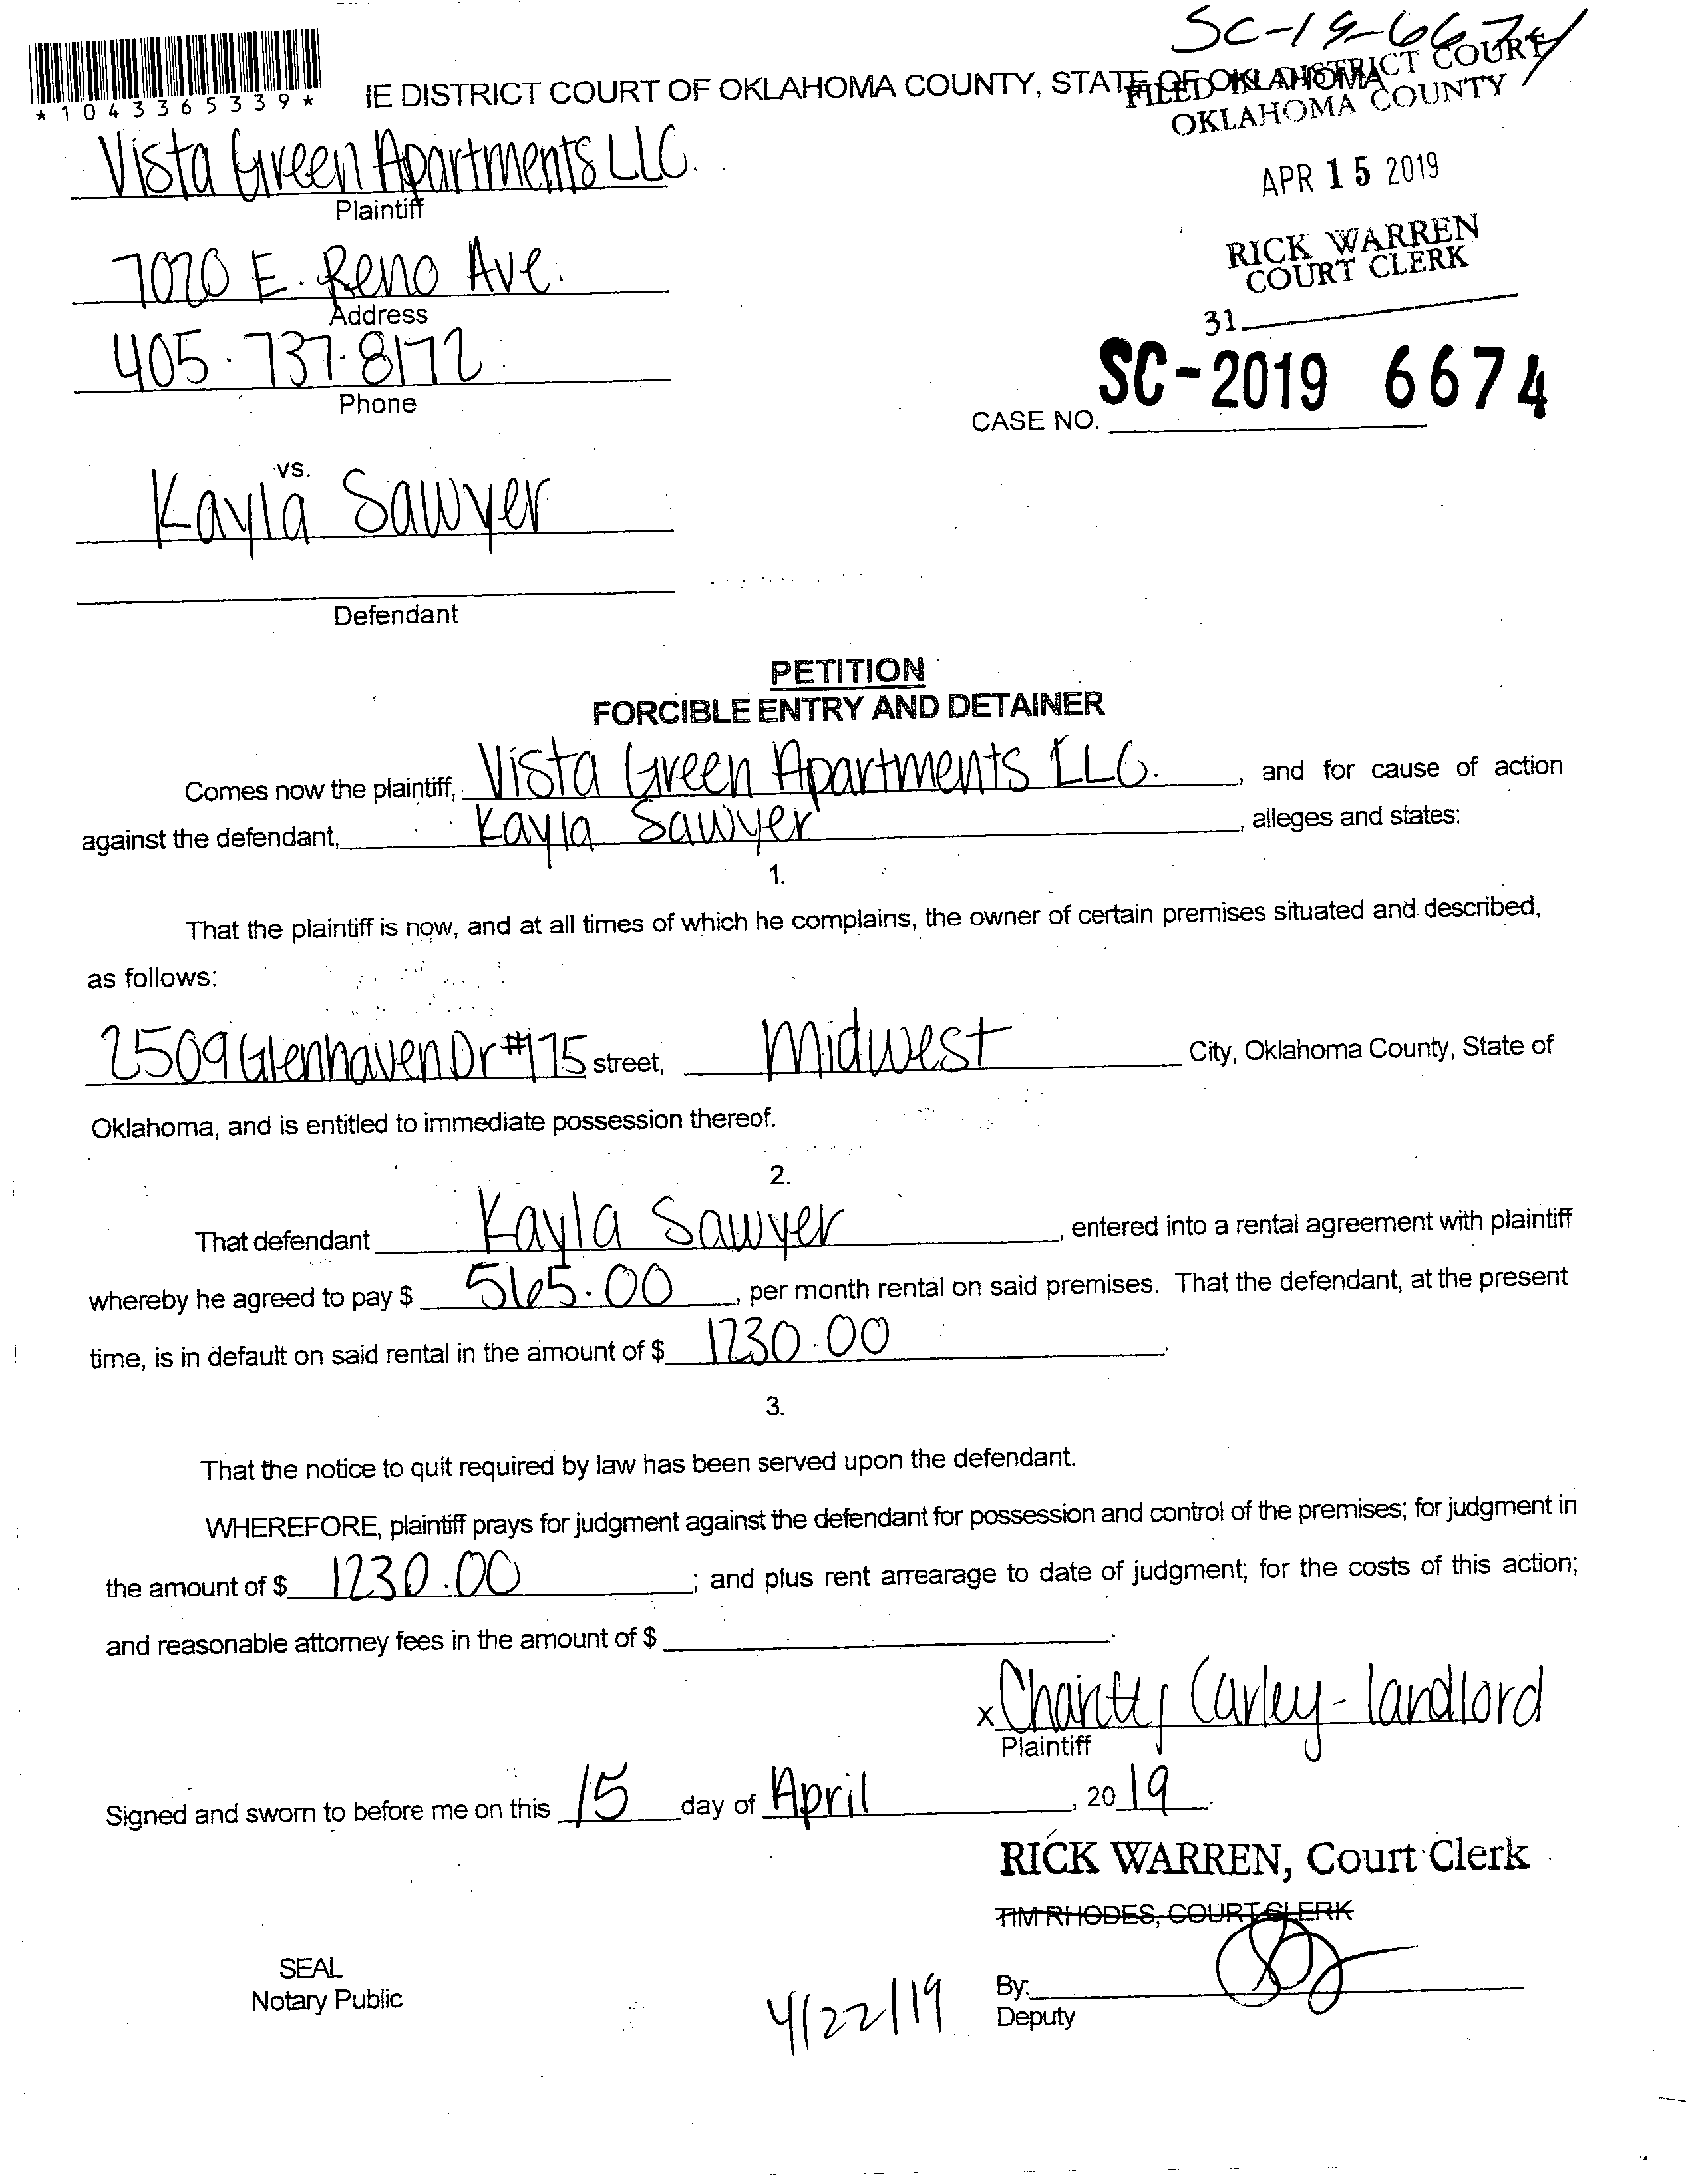 SC-19-6674
*1043365339*
IE DISTRICT COURT OF OKLAHOMA COUNTY, STATE OF OKLAHOMA
FILED IN DISTRICT COURT
OKLAHOMA COUNTY
Vista Green Apartments LLC.
Plaintiff
APR 15 2019
7020 E. Reno Ave.
Address
RICK WARREN
COURT CLERK
31
405-737-8172
Phone
CASE NO. SC-2019 6674
vs.
Kayla Sawyer
Defendant
PETITION
FORCIBLE ENTRY AND DETAINER
Comes now the plaintiff, Vista Green Apartments LLC., and for cause of action
against the defendant, Kayla Sawyer, alleges and states:
1.
That the plaintiff is now, and at all times of which he complains, the owner of certain premises situated and described,
as follows:
2509 Glenhaven Dr #175 street, Midwest City, Oklahoma County, State of
Oklahoma, and is entitled to immediate possession thereof.
2.
That defendant Kayla Sawyer, entered into a rental agreement with plaintiff
whereby he agreed to pay $ 565.00, per month rental on said premises. That the defendant, at the present
time, is in default on said rental in the amount of $ 1230.00.
3.
That the notice to quit required by law has been served upon the defendant.
WHEREFORE, plaintiff prays for judgment against the defendant for possession and control of the premises; for judgment in
the amount of $ 1230.00; and plus rent arrearage to date of judgment; for the costs of this action;
and reasonable attorney fees in the amount of $ .
x Charity Carley - landlord
Plaintiff
Signed and sworn to before me on this 15 day of April, 20 19.
RICK WARREN, Court Clerk
TIM RHODES, COURT CLERK
SEAL
Notary Public
4/22/19
By:
Deputy